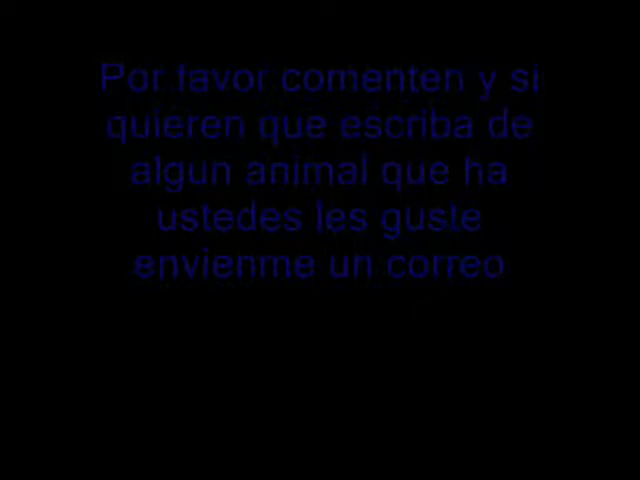 Por favor comenten y si
quieren que escriba de
algun animal que ha
ustedes les guste
envienme un correo